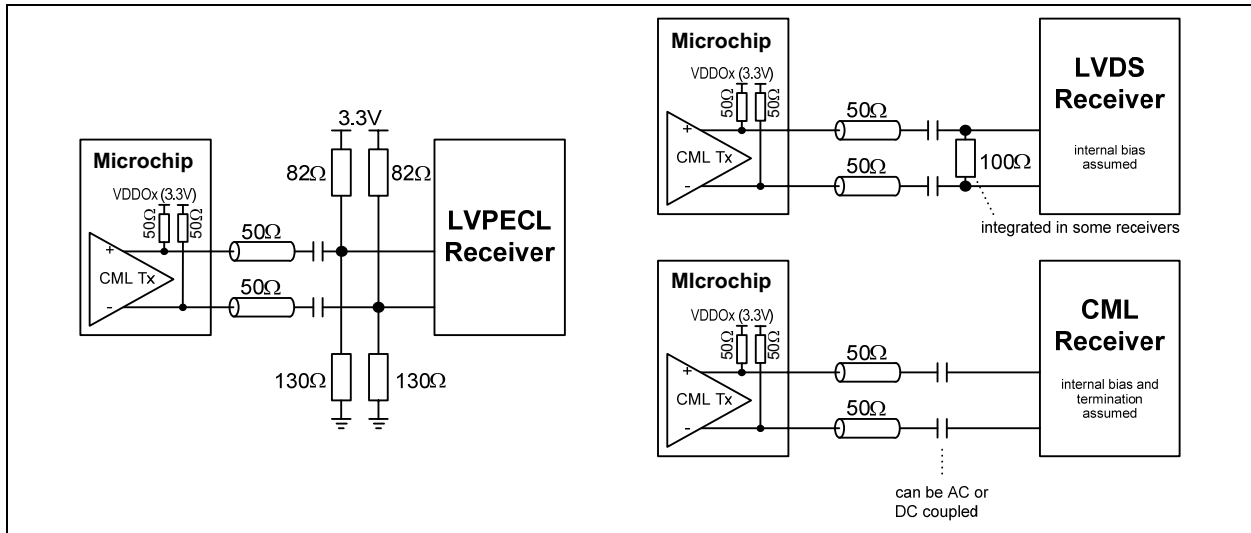 Microchip
VDDOx (3.3V)
50Ω
50Ω
+
CML Tx
-
50Ω
50Ω
3.3V
82Ω
82Ω
130Ω
130Ω
LVPECL
Receiver
Microchip
VDDOx (3.3V)
50Ω
50Ω
+
CML Tx
-
50Ω
50Ω
100Ω
integrated in some receivers
LVDS
Receiver
internal bias
assumed
MIcrochip
VDDOx (3.3V)
50Ω
50Ω
+
CML Tx
-
50Ω
50Ω
can be AC or
DC coupled
CML
Receiver
internal bias and
termination
assumed